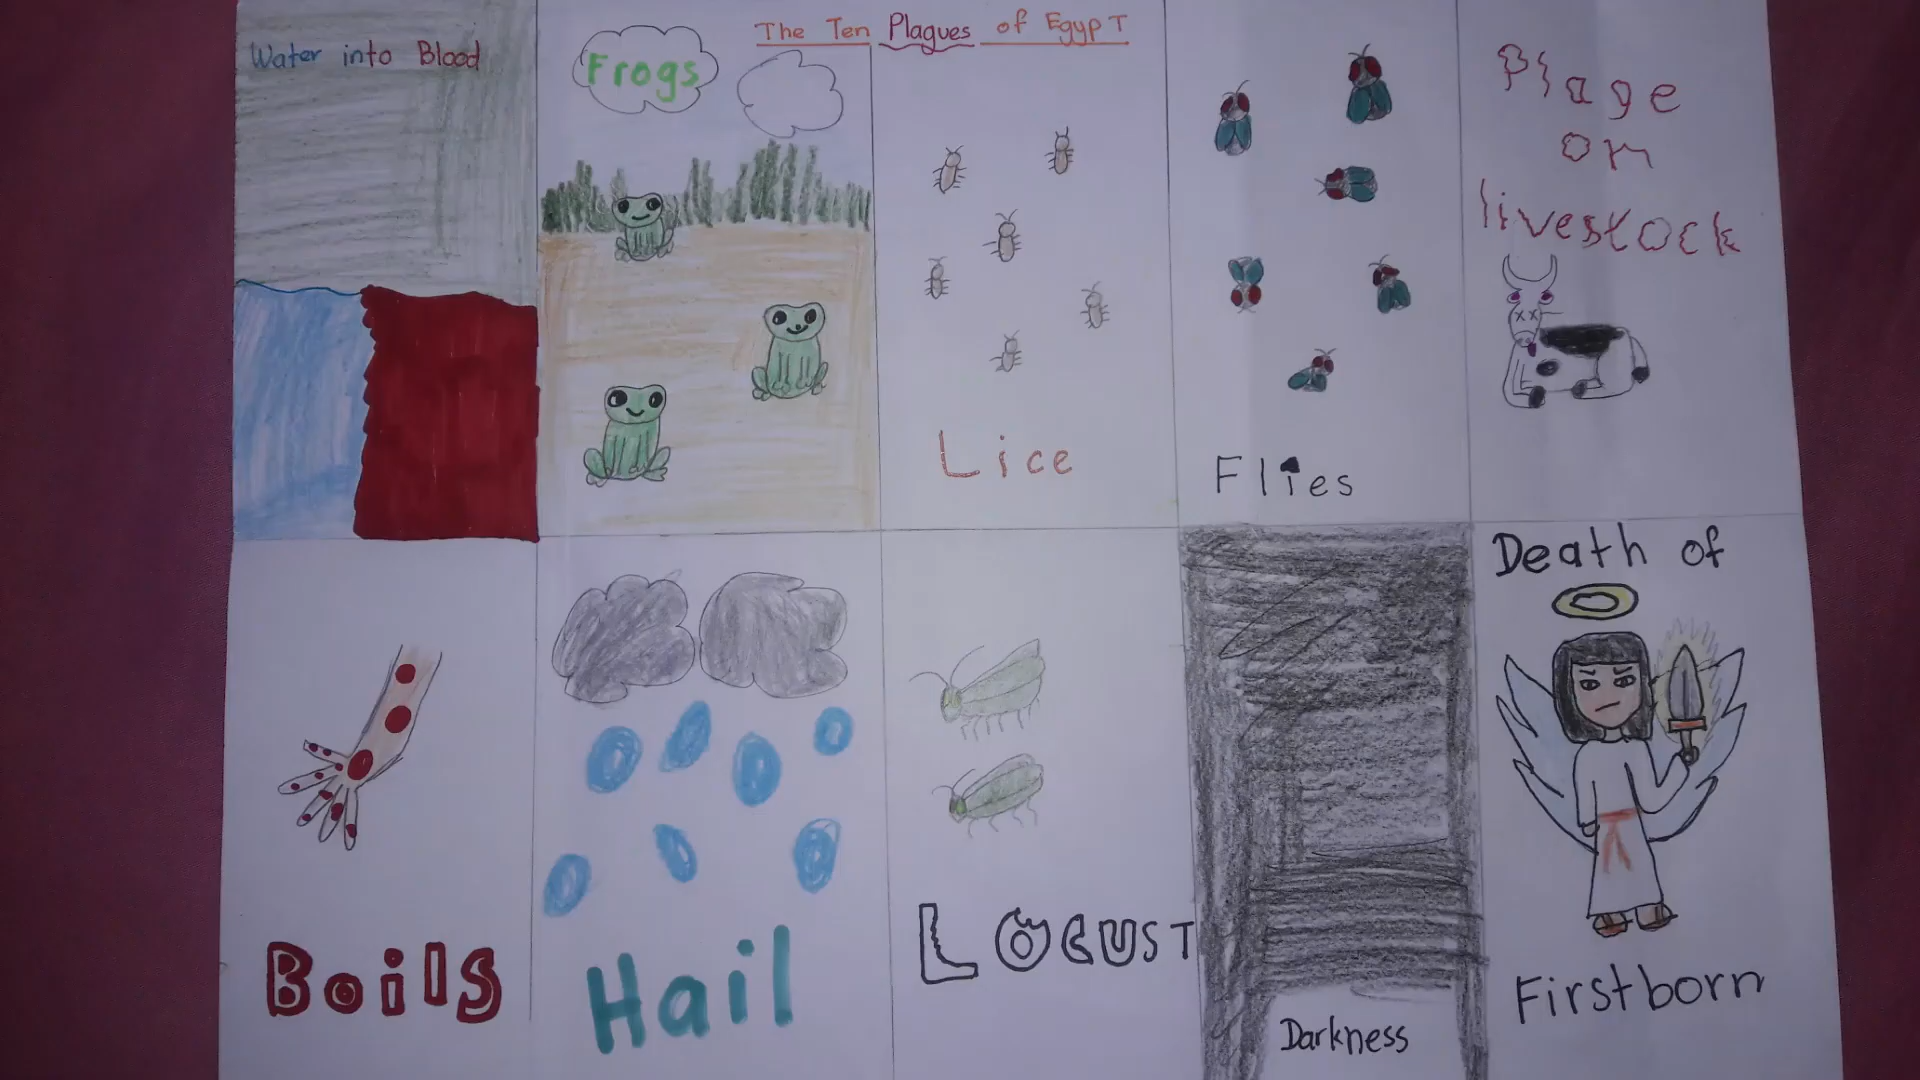 The Ten Plagues of Egypt
Water into Blood
Frogs
Lice
Flies
Plage
on
livestock
Boils
Hail
Locust
Darkness
Death of
Firstborn